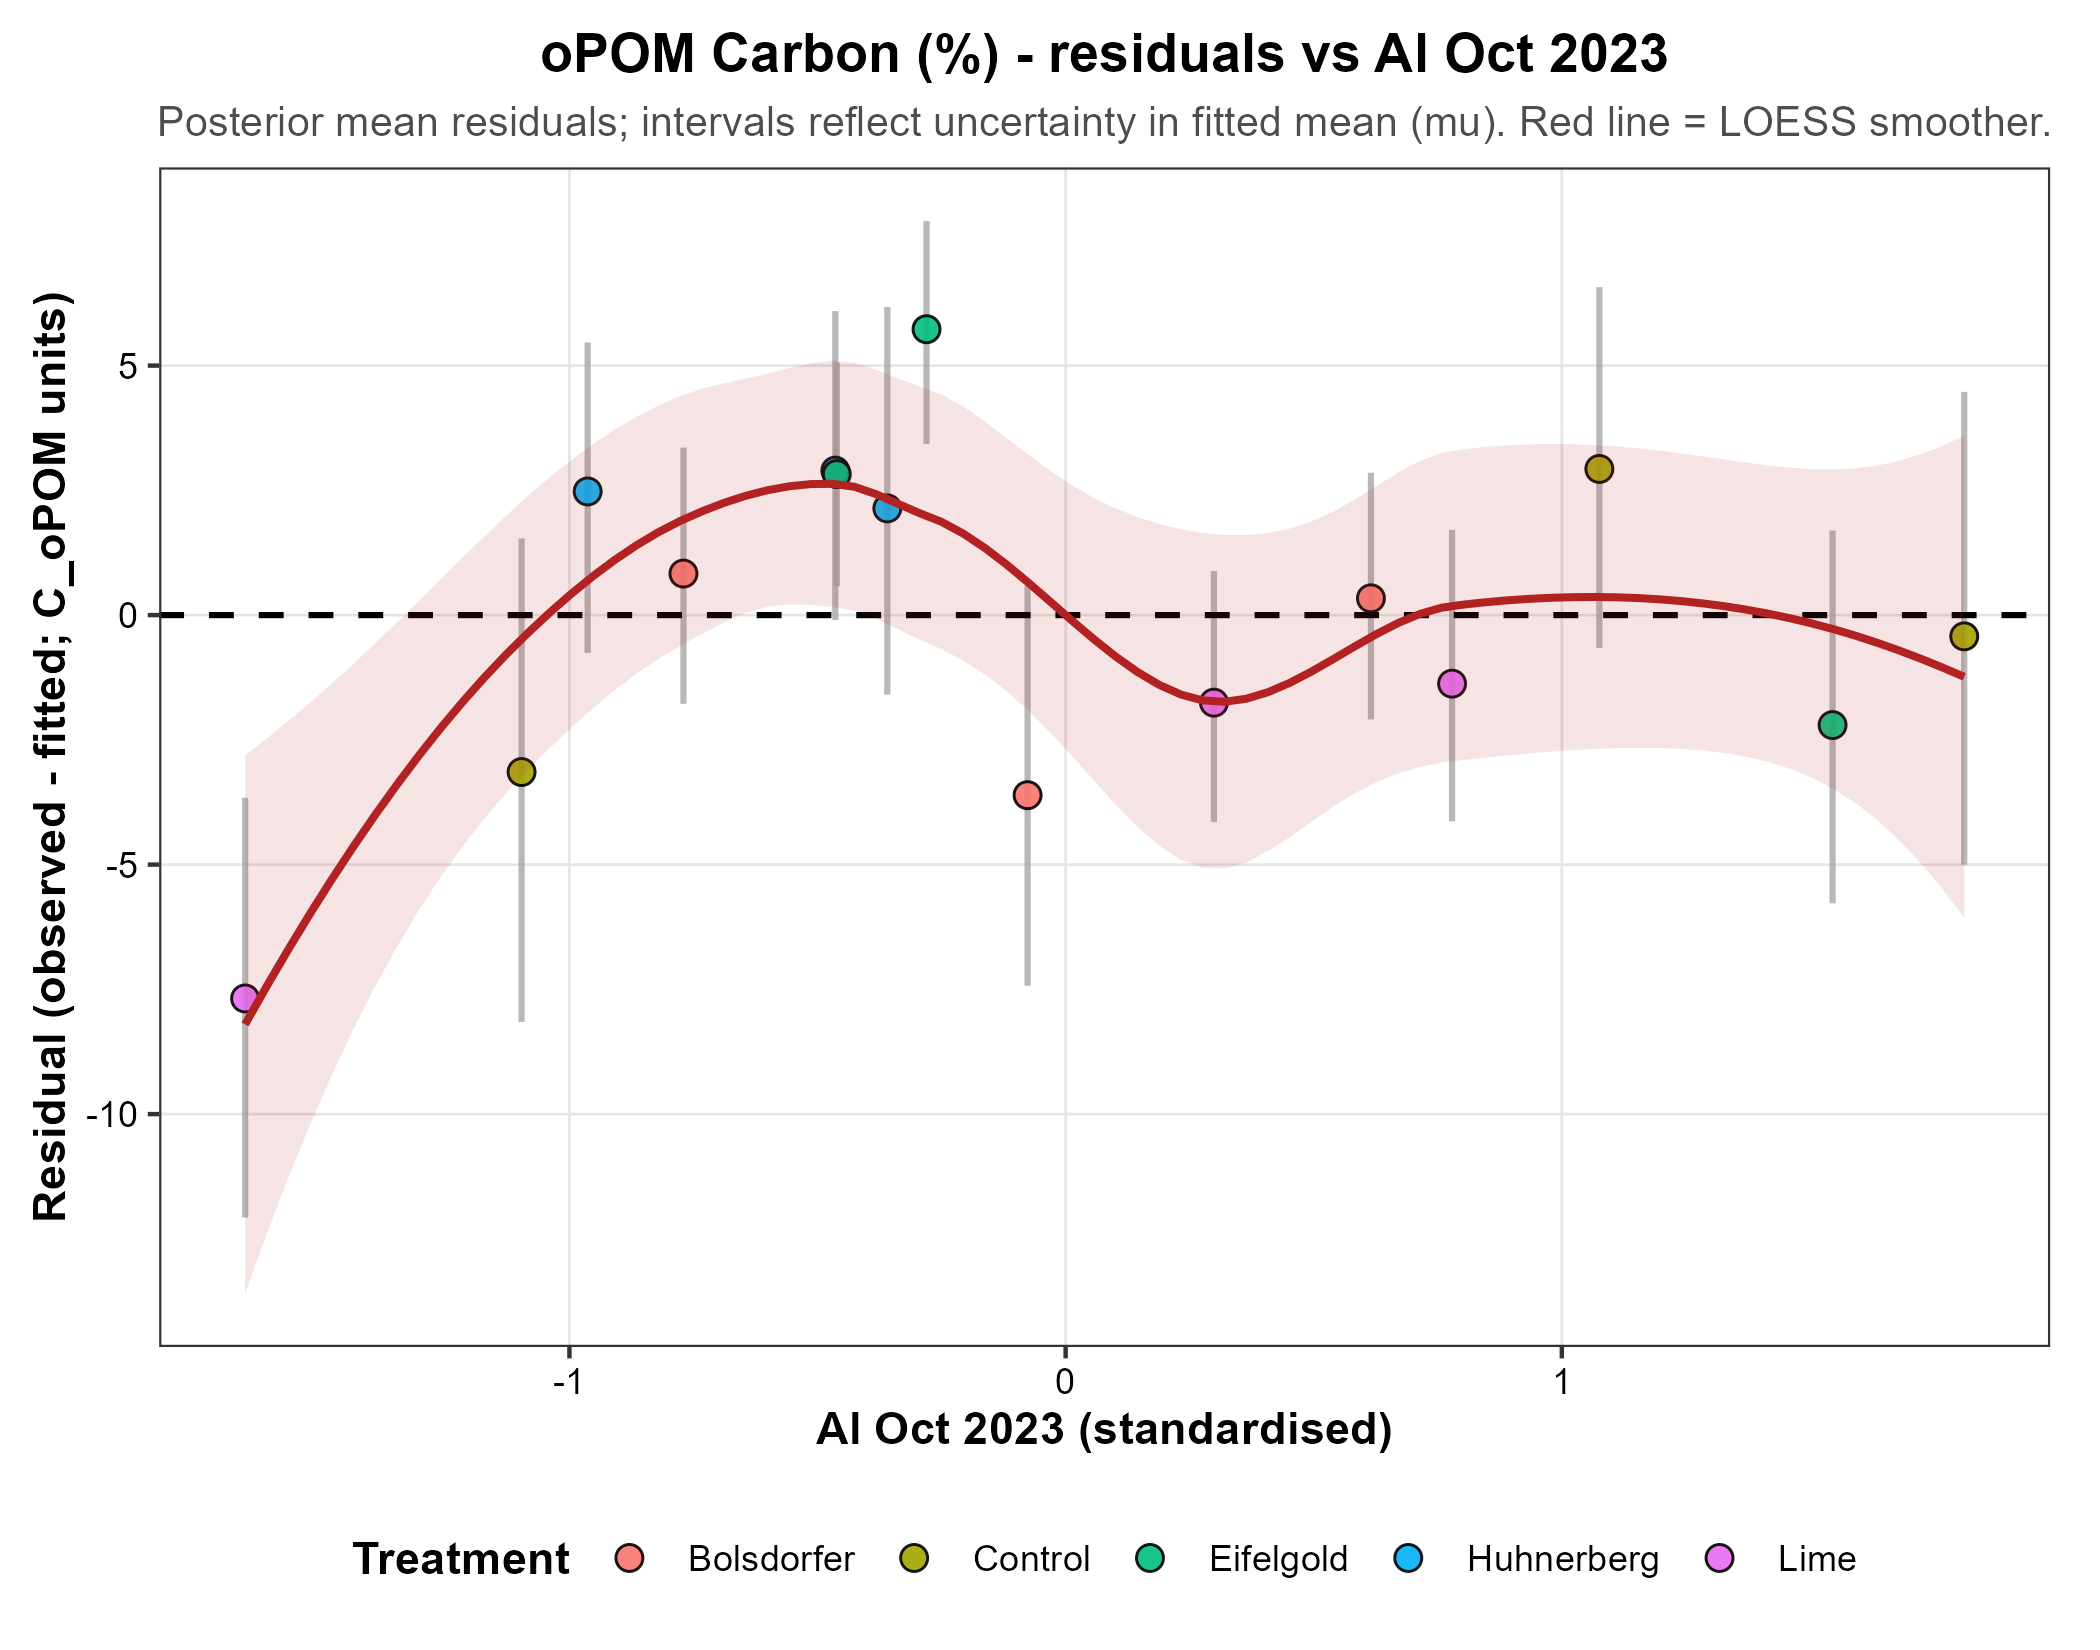 oPOM Carbon (%) - residuals vs Al Oct 2023
Posterior mean residuals; intervals reflect uncertainty in fitted mean (mu). Red line = LOESS smoother.
Residual (observed - fitted; C_oPOM units)
5
0
-5
-10
-1 0 1
Al Oct 2023 (standardised)
Treatment Bolsdorfer Control Eifelgold Huhnerberg Lime